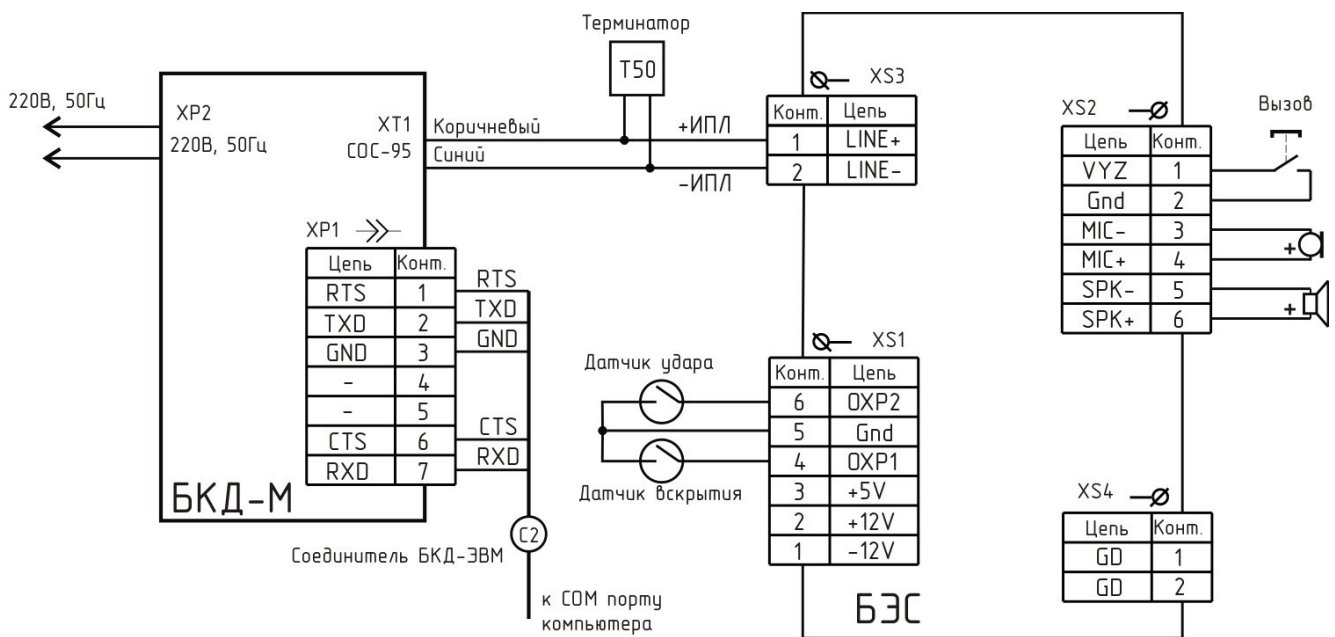 Терминатор
T50
220В, 50Гц
XP2
220В, 50Гц
XT1
СОС-95
Коричневый
Синий
+ИПЛ
-ИПЛ
XS3
Конт. Цепь
1 LINE+
2 LINE-
XS2
Цепь Конт.
VYZ 1
Gnd 2
MIC- 3
MIC+ 4
SPK- 5
SPK+ 6
Вызов
+
+
XP1
Цепь Конт.
RTS 1 RTS
TXD 2 TXD
GND 3 GND
- 4
- 5
CTS 6 CTS
RXD 7 RXD
БКД-М
Соединитель БКД-ЭВМ
C2
к COM порту
компьютера
Датчик удара
Датчик вскрытия
XS1
Конт. Цепь
6 OXP2
5 Gnd
4 OXP1
3 +5V
2 +12V
1 -12V
БЭС
XS4
Цепь Конт.
GD 1
GD 2